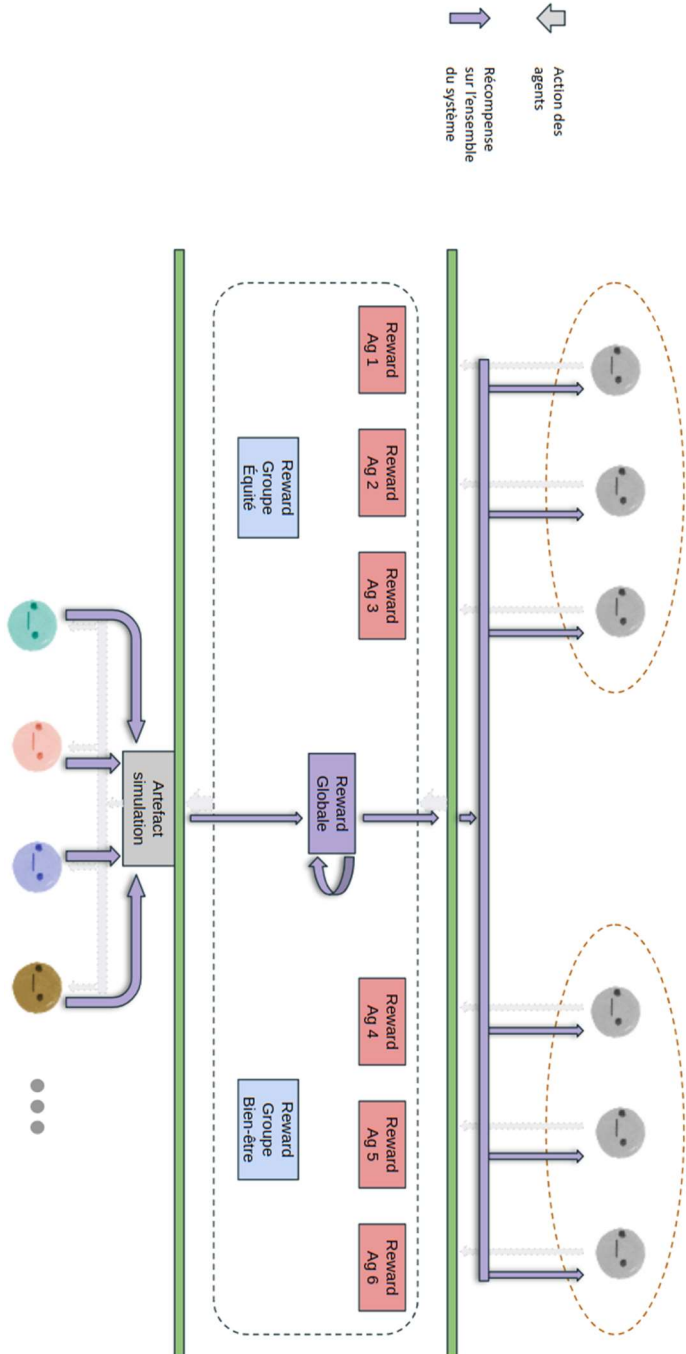 Action des
agents
Récompense
sur l'ensemble
du système
Reward
Ag 1
Reward
Ag 2
Reward
Ag 3
Reward
Ag 4
Reward
Ag 5
Reward
Ag 6
Reward
Globale
Reward
Groupe
Équité
Reward
Groupe
Bien-être
Artefact
simulation